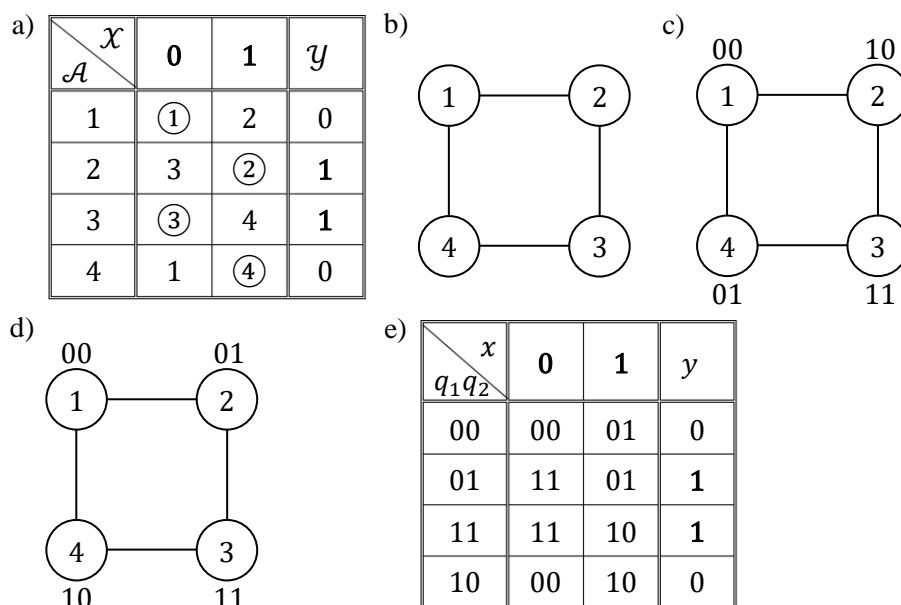 a)
𝒳 0 1 𝒴
𝒜
1 ① 2 0
2 3 ② 1
3 ③ 4 1
4 1 ④ 0
b)
1 2
4 3
c)
00 10
1 2
4 3
01 11
d)
00 01
1 2
4 3
10 11
e)
x 0 1 y
q₁q₂
00 00 01 0
01 11 01 1
11 11 10 1
10 00 10 0